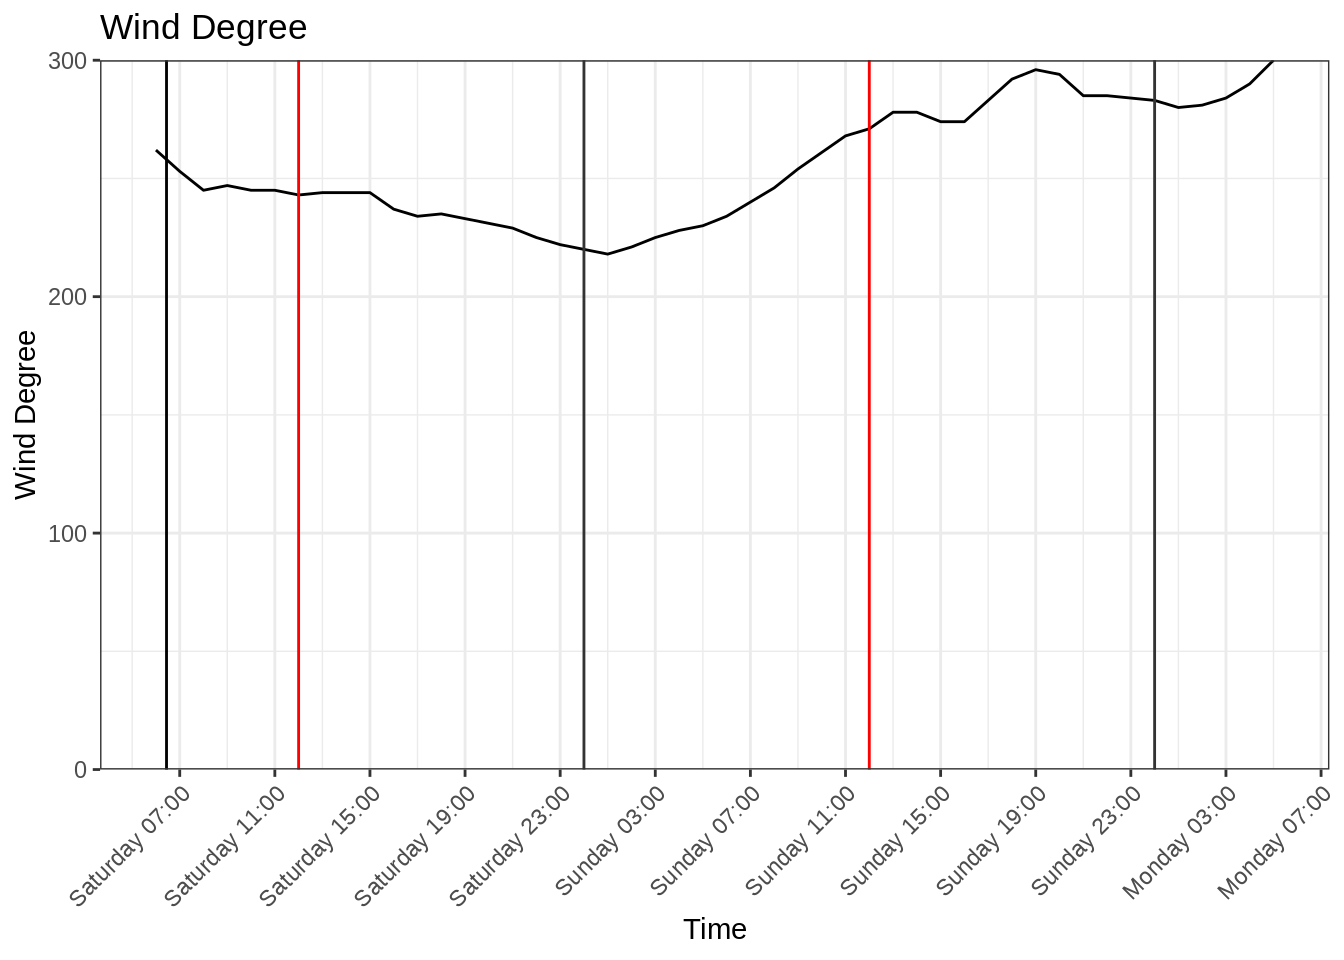 Wind Degree
300
200
100
0
Wind Degree
Saturday 07:00
Saturday 11:00
Saturday 15:00
Saturday 19:00
Saturday 23:00
Sunday 03:00
Sunday 07:00
Sunday 11:00
Sunday 15:00
Sunday 19:00
Sunday 23:00
Monday 03:00
Monday 07:00
Time